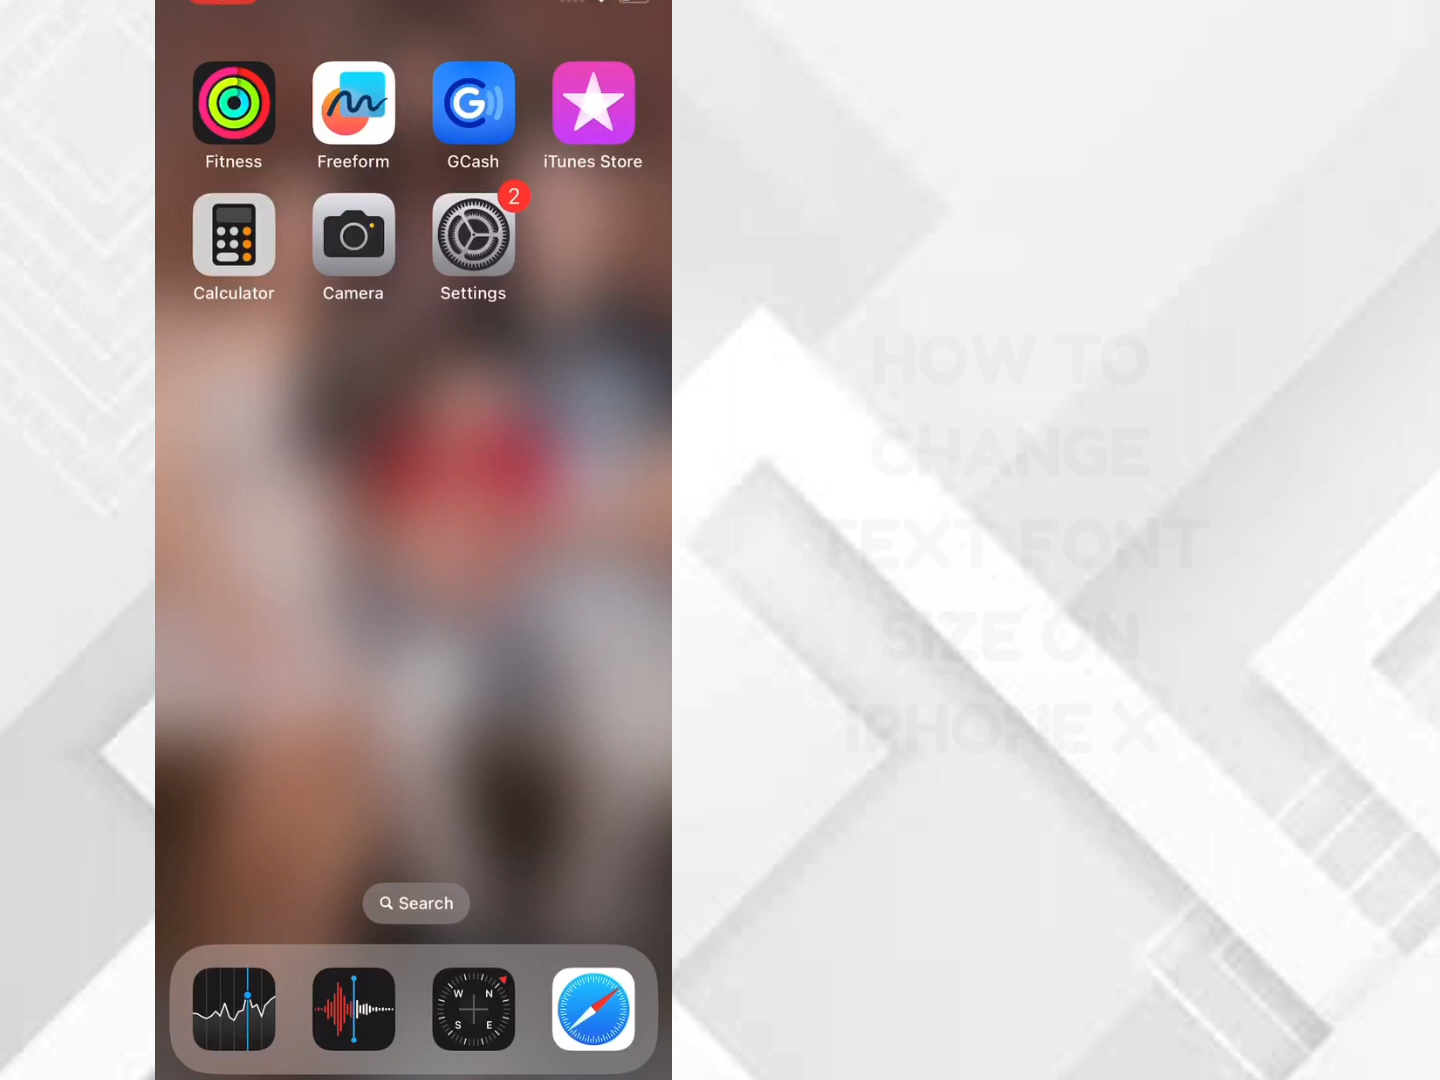 Fitness
Freeform
GCash
iTunes Store
2
Calculator
Camera
Settings
Search
W N
S E
HOW TO
CHANGE
TEXT FONT
SIZE ON
IPHONE X